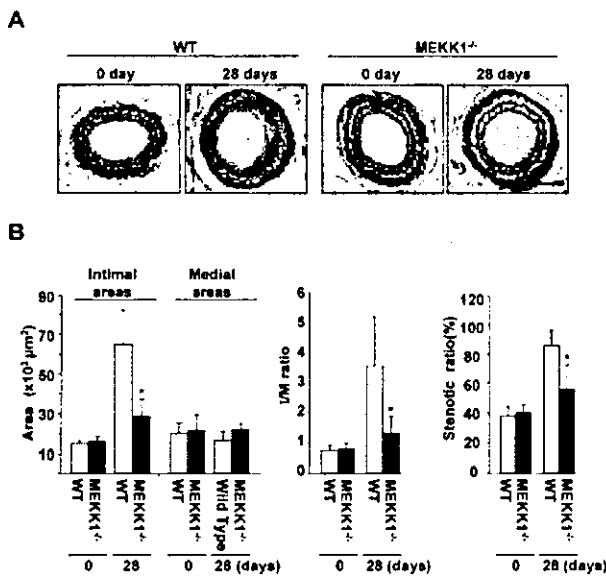 A
WT MEKK1-/-
0 day 28 days 0 day 28 days
B
Intimal areas
Medial areas
Area (x10³ μm²)
90
70
50
30
10
WT MEKK1-/- WT MEKK1-/- WT MEKK1-/- Wild Type MEKK1-/-
0 28 0 28 (days)
I/M ratio
6
5
4
3
2
1
0
WT MEKK1-/- WT MEKK1-/-
0 28 (days)
Stenotic ratio(%)
120
100
80
60
40
20
0
WT MEKK1-/- WT MEKK1-/-
0 28 (days)